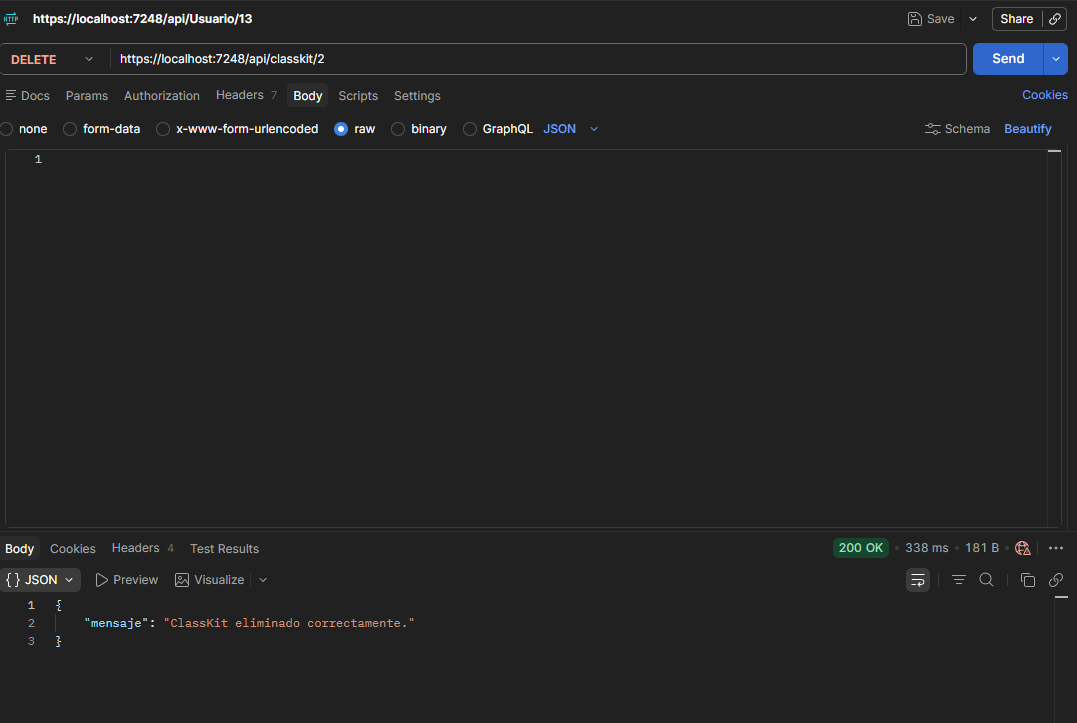 HTTP https://localhost:7248/api/Usuario/13 Save Share
DELETE https://localhost:7248/api/classkit/2 Send
Docs Params Authorization Headers 7 Body Scripts Settings Cookies
none form-data x-www-form-urlencoded raw binary GraphQL JSON Schema Beautify
1
Body Cookies Headers 4 Test Results 200 OK • 338 ms • 181 B •
{} JSON Preview Visualize
1 {
2 "mensaje": "ClassKit eliminado correctamente."
3 }